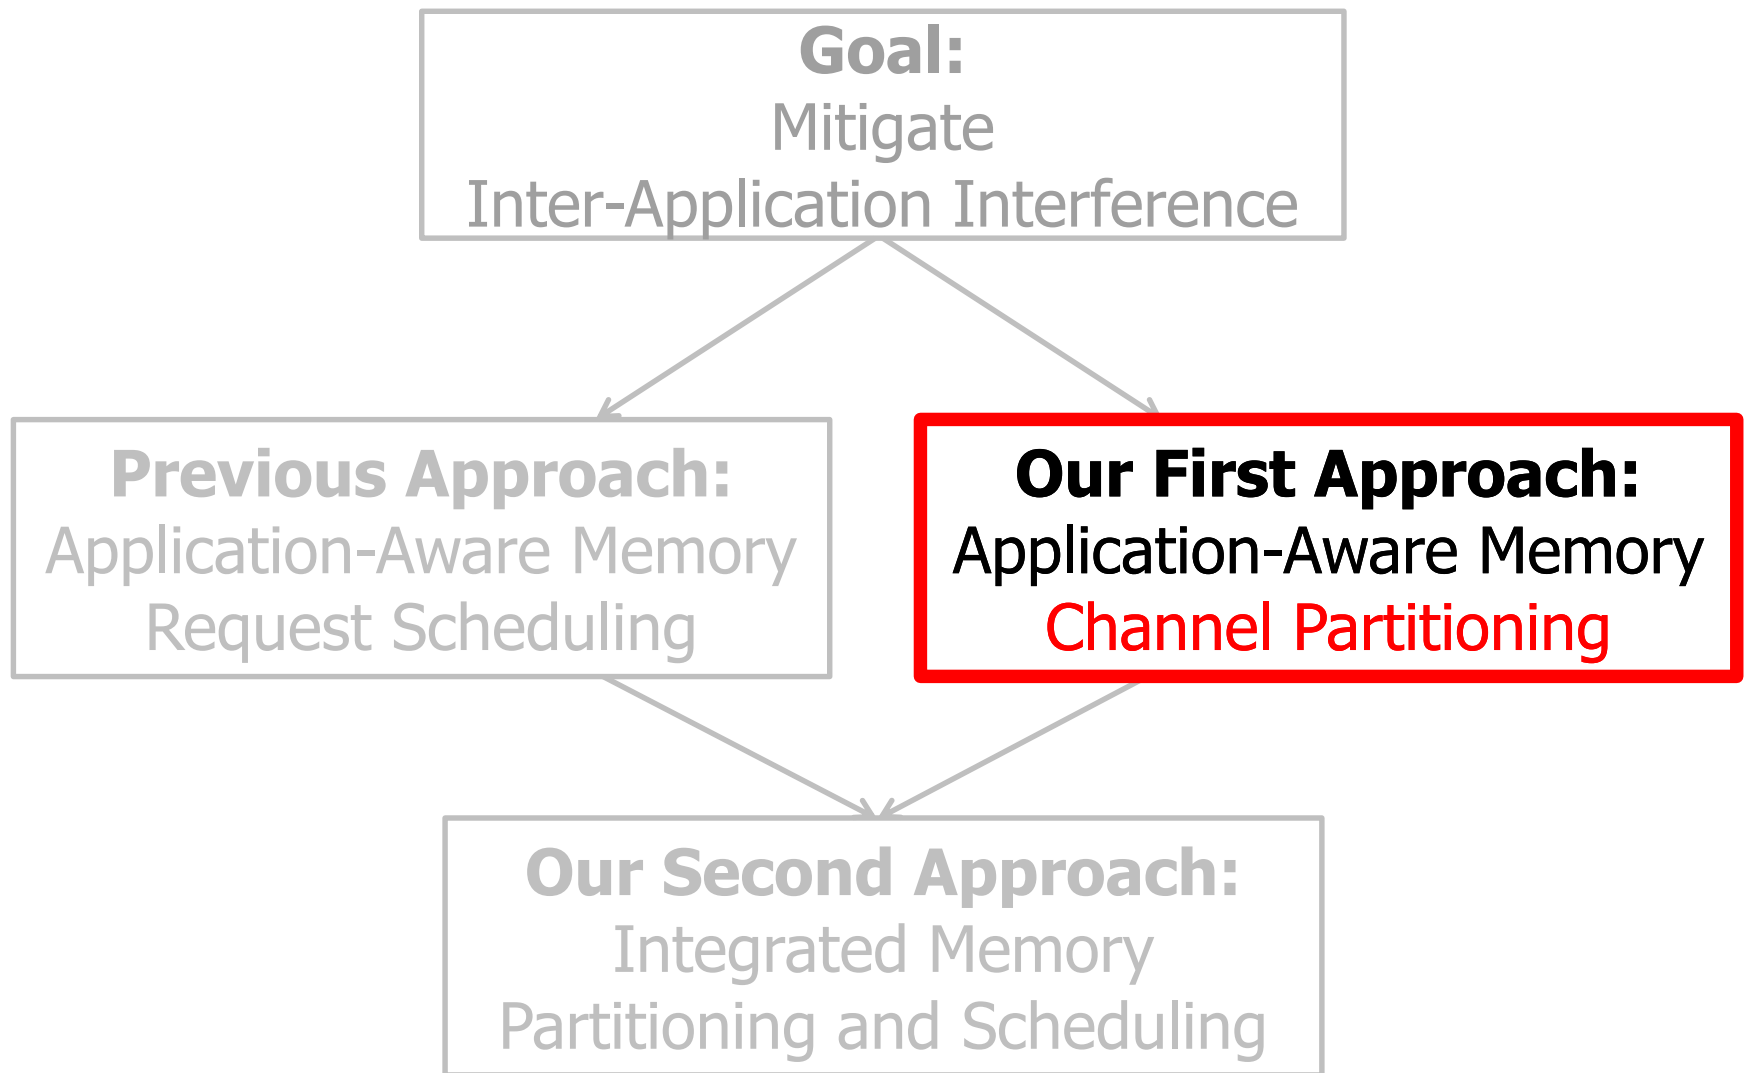 Goal:
Mitigate
Inter-Application Interference
Previous Approach:
Application-Aware Memory
Request Scheduling
Our First Approach:
Application-Aware Memory
Channel Partitioning
Our Second Approach:
Integrated Memory
Partitioning and Scheduling